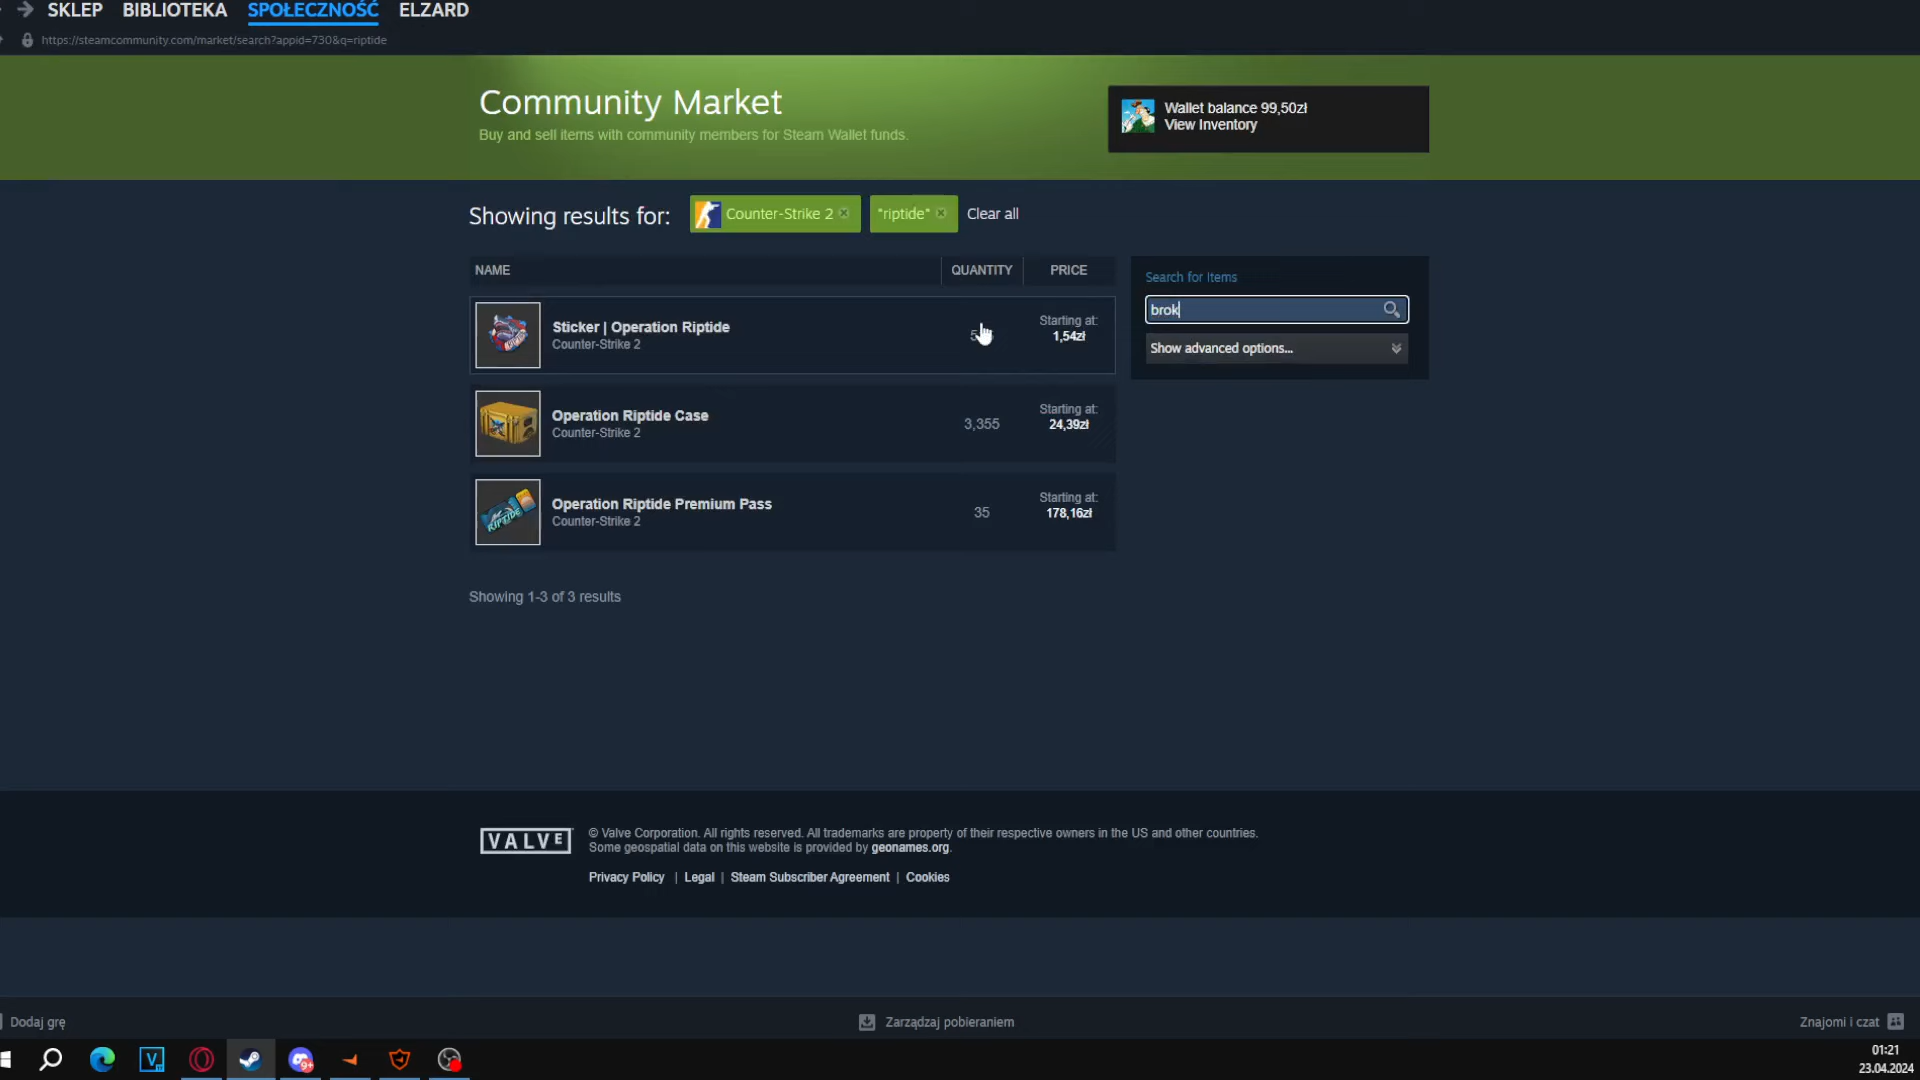 SKLEP BIBLIOTEKA SPOŁECZNOŚĆ ELZARD
https://steamcommunity.com/market/search?appid=730&q=riptide
Community Market
Buy and sell items with community members for Steam Wallet funds.
Wallet balance 99,50zł
View Inventory
Showing results for: Counter-Strike 2 "riptide" Clear all
NAME QUANTITY PRICE
Sticker | Operation Riptide
Counter-Strike 2
Starting at:
1,54zł
Operation Riptide Case
Counter-Strike 2
3,355
Starting at:
24,39zł
Operation Riptide Premium Pass
Counter-Strike 2
35
Starting at:
178,16zł
Showing 1-3 of 3 results
Search for Items
brok
Show advanced options...
VALVE
© Valve Corporation. All rights reserved. All trademarks are property of their respective owners in the US and other countries.
Some geospatial data on this website is provided by geonames.org.
Privacy Policy | Legal | Steam Subscriber Agreement | Cookies
Dodaj grę
Zarządzaj pobieraniem
Znajomi i czat
V
9+
01:21
23.04.2024